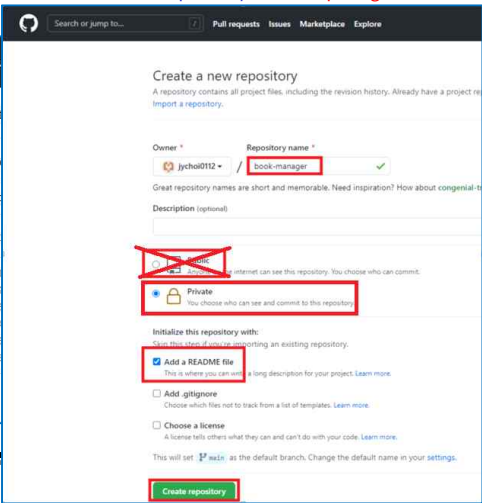 Search or jump to... / Pull requests Issues Marketplace Explore
Create a new repository
A repository contains all project files, including the revision history. Already have a project re
Import a repository.
Owner * Repository name *
jychoi0112 / book-manager
Great repository names are short and memorable. Need inspiration? How about congenial-t
Description (optional)
Public
Anyone the internet can see this repository. You choose who can commit.
Private
You choose who can see and commit to this repository.
Initialize this repository with:
Skip this step if you're importing an existing repository.
Add a README file
This is where you can write a long description for your project. Learn more.
Add .gitignore
Choose which files not to track from a list of templates. Learn more.
Choose a license
A license tells others what they can and can't do with your code. Learn more.
This will set main as the default branch. Change the default name in your settings.
Create repository